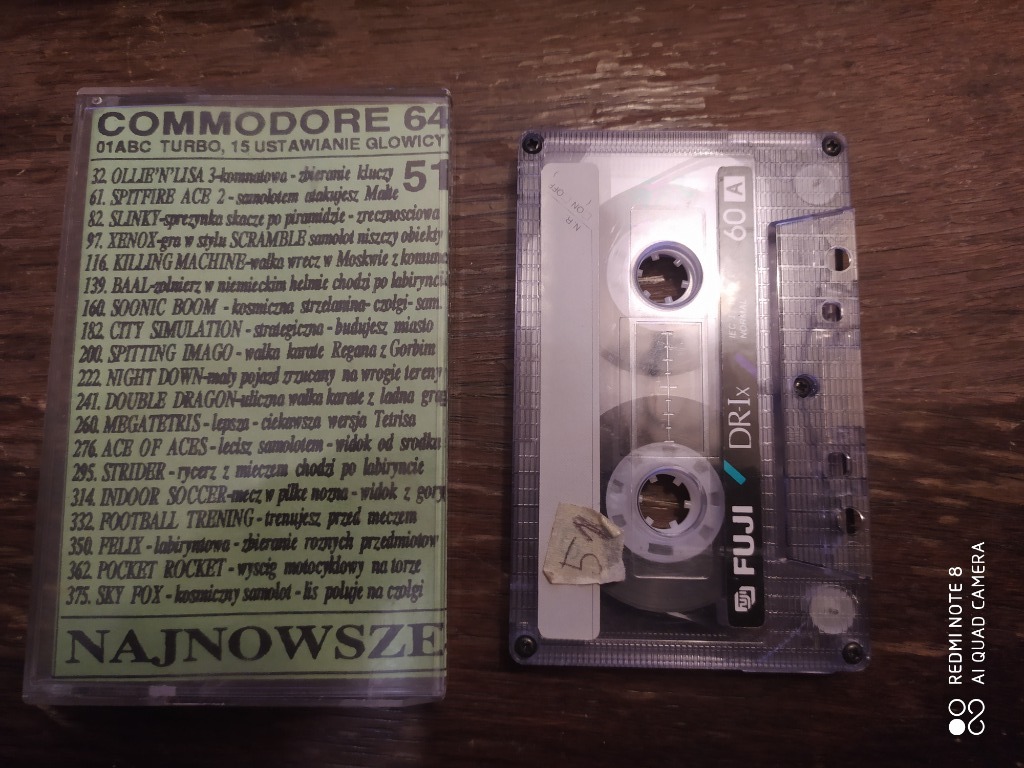 COMMODORE 64
01ABC TURBO, 15 USTAWIANIE GLOWICY
51
32. OLLIE'N'LISA 3-komnatowa - zbieranie kluczy
61. SPITFIRE ACE 2 - samolotem atakujesz Malte
82. SLINKY-sprezynka skacze po piramidzie - zrecznosciowa
97. XENOX-gra w stylu SCRAMBLE samolot niszczy obiekty
116. KILLING MACHINE-walka wrecz w Moskwie z komuna
139. BAAL-zolnierz w niemieckim helmie chodzi po labirynci
160. SOONIC BOOM - kosmiczna strzelanina- czolgi- sam
182. CITY SIMULATION - strategiczna - budujesz miasto
200. SPITTING IMAGO - walka karate Regana z Gorbim
222. NIGHT DOWN-maly pojazd zrzucany na wrogie tereny
241. DOUBLE DRAGON-uliczna walka karate z ladna
260. MEGATETRIS - lepsza - ciekawsza wersja Tetrisa
276. ACE OF ACES - lecisz samolotem - widok od srodka
295. STRIDER - rycerz z mieczem chodzi po labiryncie
314. INDOOR SOCCER-mecz w pilke nozna - widok z gory
332. FOOTBALL TRENING - trenujesz przed meczem
350. FELIX - labiryntowa - zbieranie roznych przedmiotow
362. POCKET ROCKET - wyscig motocyklowy na torze
375. SKY FOX - kosmiczny samolot - lis poluje na czolgi
NAJNOWSZE
N.R. ON OFF
51
FUJI
FUJI DR-Ix 60 A
REDMI NOTE 8
AI QUAD CAMERA